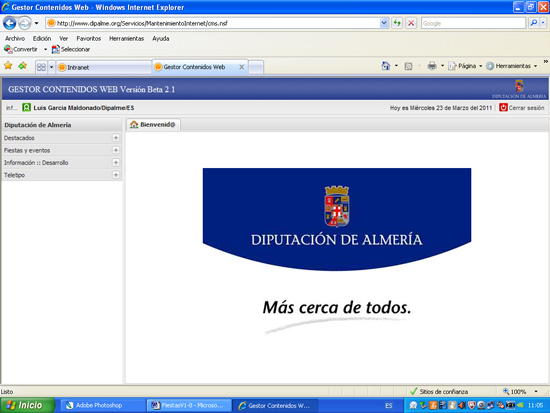 Gestor Contenidos Web - Windows Internet Explorer
http://www.dipalme.org/Servicios/MantenimientoInternet/cms.nsf
Google
Archivo Edición Ver Favoritos Herramientas Ayuda
Convertir Seleccionar
Intranet
Gestor Contenidos Web
Página
Herramientas
GESTOR CONTENIDOS WEB Versión Beta 2.1
DIPUTACIÓN DE ALMERÍA
inf... Luis Garcia Maldonado/Dipalme/ES
Hoy es Miércoles 23 de Marzo del 2011
Cerrar sesión
Diputación de Almería
Bienvenid@
Destacados
Fiestas y eventos
Información :: Desarrollo
Teletipo
DIPUTACIÓN DE ALMERÍA
Más cerca de todos.
Listo
Sitios de confianza
100%
Inicio
Adobe Photoshop
FiestasV1-0 - Microso...
Gestor Contenidos W...
ES
11:05